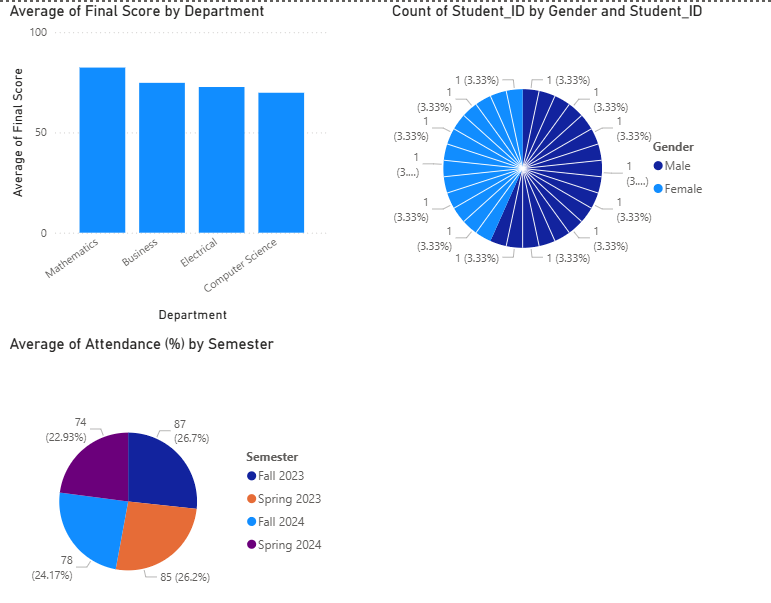 Average of Final Score by Department
100
50
0
Average of Final Score
Mathematics
Business
Electrical
Computer Science
Department
Count of Student_ID by Gender and Student_ID
1 (3.33%)
1 (3.33%)
1
(3.33%)
1
(3.33%)
1
(3.33%)
1
(3.33%)
1
(3....)
1
(3....)
1
(3.33%)
1
(3.33%)
1
(3.33%)
1
(3.33%)
1 (3.33%)
1 (3.33%)
Gender
Male
Female
Average of Attendance (%) by Semester
74
(22.93%)
87
(26.7%)
78
(24.17%)
85 (26.2%)
Semester
Fall 2023
Spring 2023
Fall 2024
Spring 2024